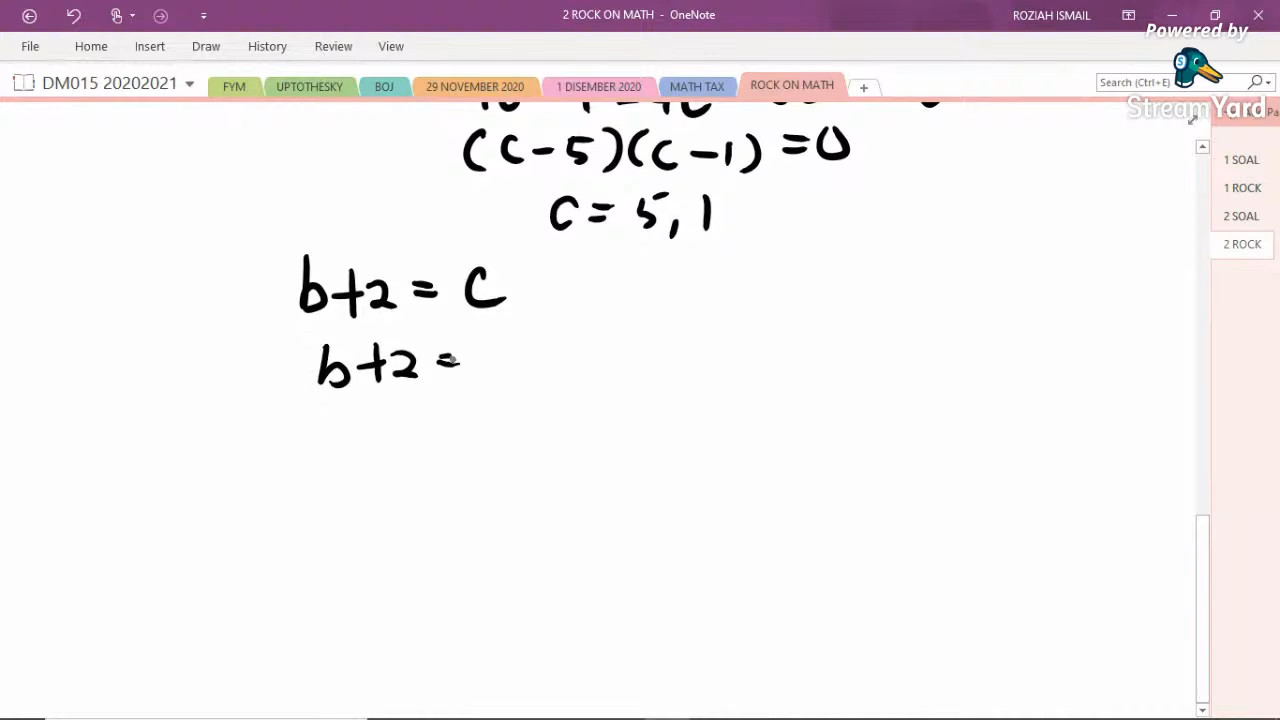 2 ROCK ON MATH - OneNote
ROZIAH ISMAIL
Powered by
File Home Insert Draw History Review View
DM015 20202021
FYM UPTOTHESKY BOJ 29 NOVEMBER 2020 1 DISEMBER 2020 MATH TAX ROCK ON MATH +
Search (Ctrl+E)
StreamYard
Pa
(c-5)(c-1) = 0
c = 5, 1
b+2 = c
b+2 =
1 SOAL
1 ROCK
2 SOAL
2 ROCK